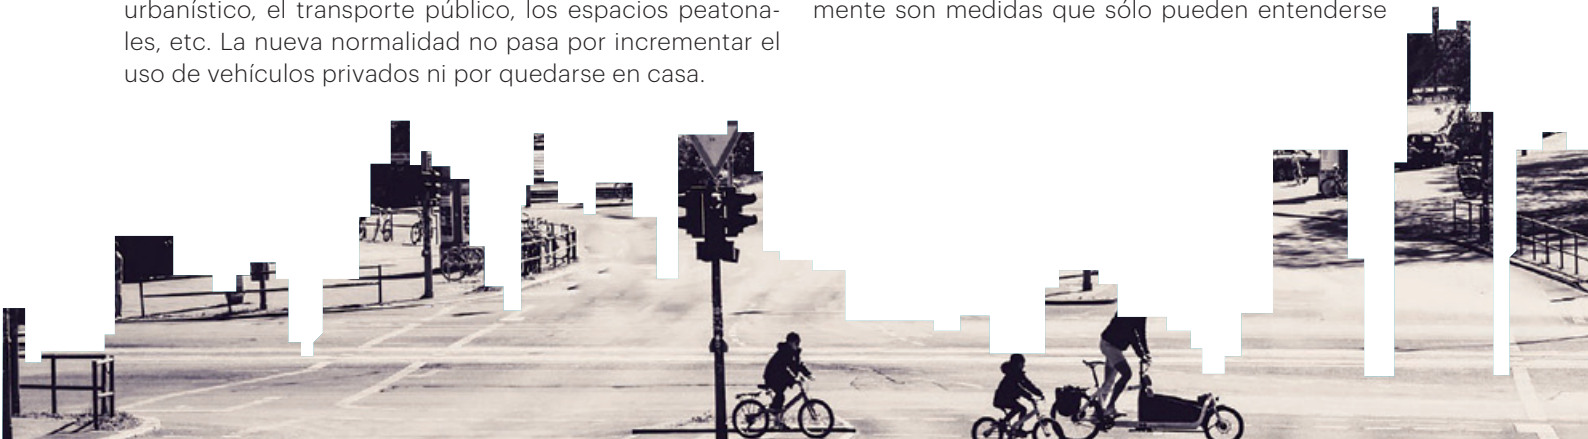 urbanístico, el transporte público, los espacios peatona-
les, etc. La nueva normalidad no pasa por incrementar el
uso de vehículos privados ni por quedarse en casa.
mente son medidas que sólo pueden entenderse